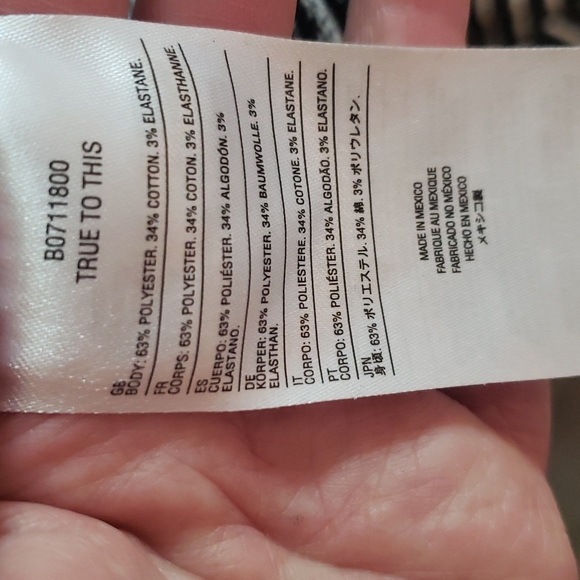 B0711800
TRUE TO THIS
GB
BODY: 63% POLYESTER. 34% COTTON. 3% ELASTANE.
FR
CORPS: 63% POLYESTER. 34% COTON. 3% ELASTHANNE.
ES
CUERPO: 63% POLIÉSTER. 34% ALGODÓN. 3%
ELASTANO.
DE
KÖRPER: 63% POLYESTER. 34% BAUMWOLLE. 3%
ELASTHAN.
IT
CORPO: 63% POLIESTERE. 34% COTONE. 3% ELASTANE.
PT
CORPO: 63% POLIÉSTER. 34% ALGODÃO. 3% ELASTANO.
JPN
身頃: 63% ポリエステル. 34% 綿. 3% ポリウレタン.
MADE IN MEXICO
FABRIQUE AU MEXIQUE
FABRICADO NO MÉXICO
HECHO EN MEXICO
メキシコ製